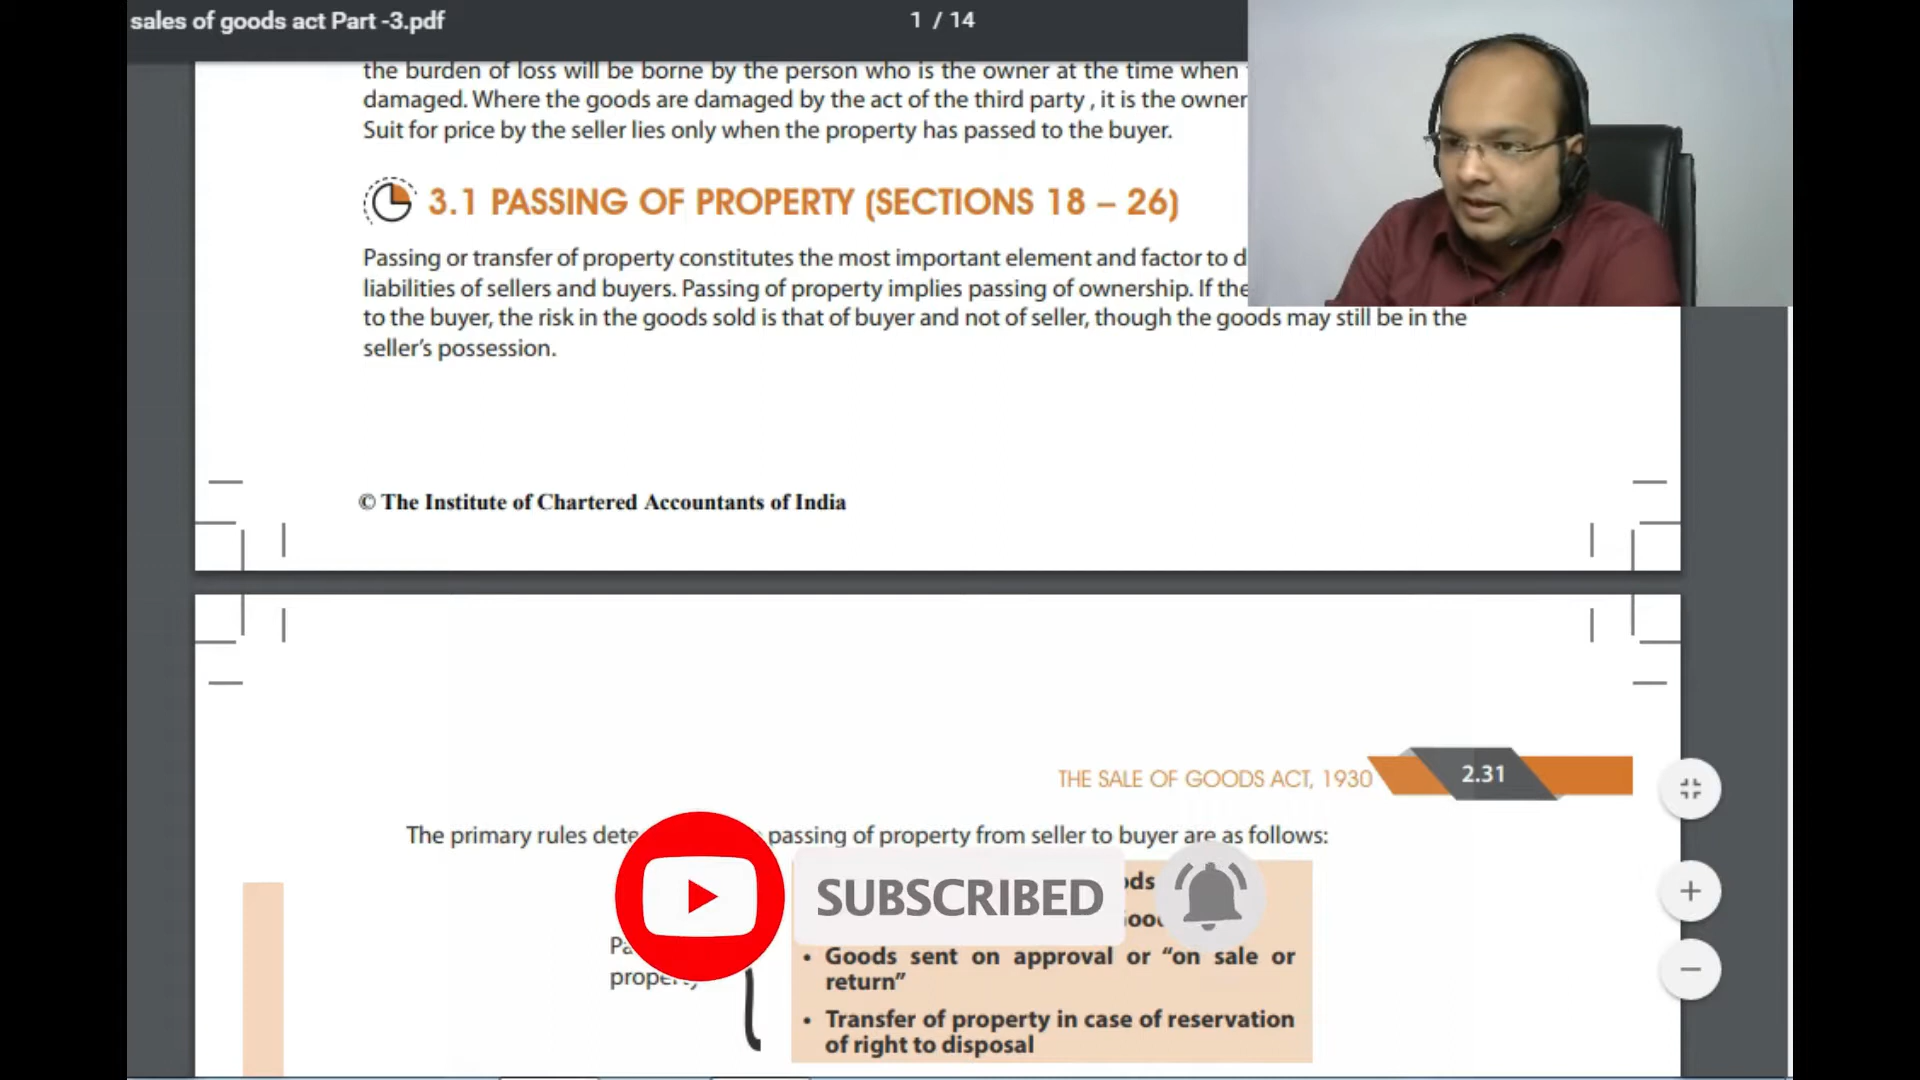 sales of goods act Part -3.pdf
1 / 14
the burden of loss will be borne by the person who is the owner at the time when
damaged. Where the goods are damaged by the act of the third party , it is the owner
Suit for price by the seller lies only when the property has passed to the buyer.
3.1 PASSING OF PROPERTY (SECTIONS 18 – 26)
Passing or transfer of property constitutes the most important element and factor to d
liabilities of sellers and buyers. Passing of property implies passing of ownership. If the
to the buyer, the risk in the goods sold is that of buyer and not of seller, though the goods may still be in the
seller's possession.
© The Institute of Chartered Accountants of India
THE SALE OF GOODS ACT, 1930
2.31
The primary rules passing of property from seller to buyer are as follows:
SUBSCRIBED
• Goods sent on approval or “on sale or
return”
• Transfer of property in case of reservation
of right to disposal